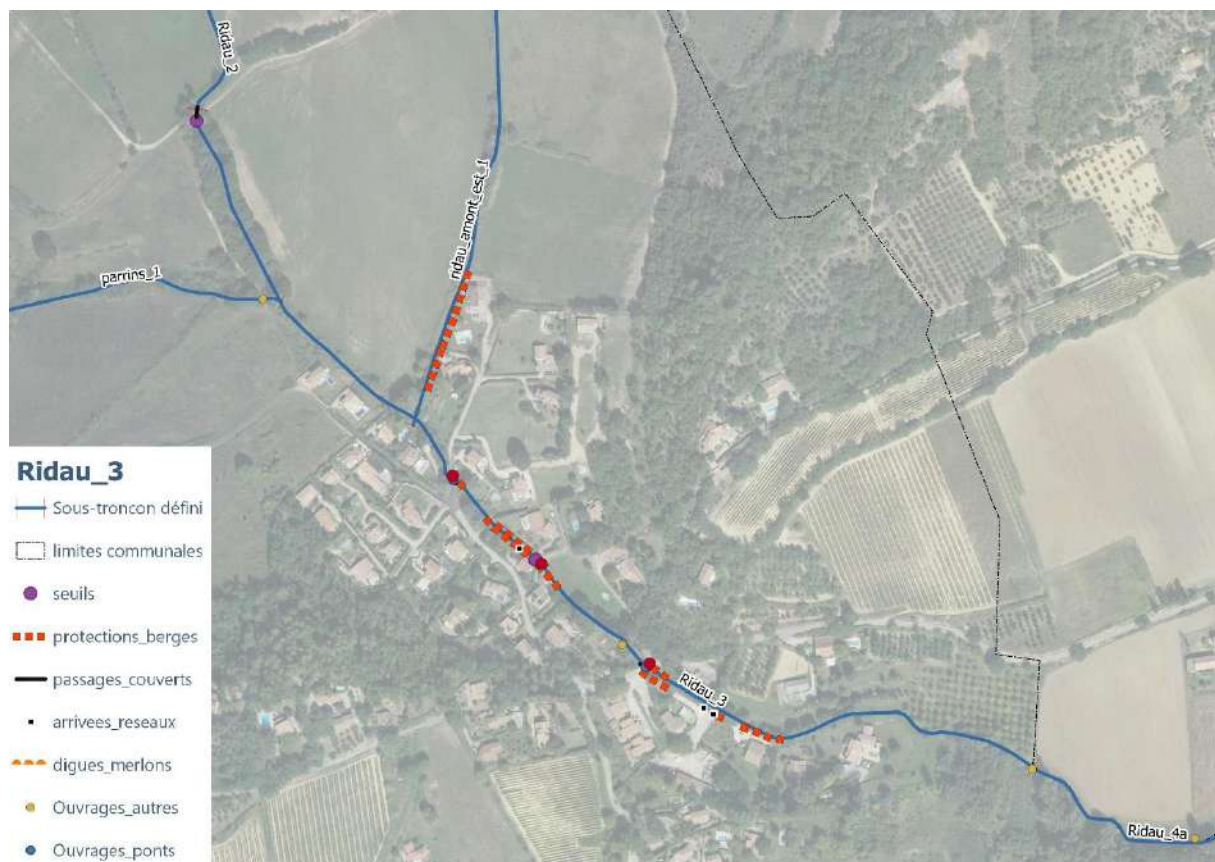 Ridau_2
ridau_amont_est_1
parrins_1
Ridau_3
Ridau_4a
Ridau_3
Sous-troncon défini
limites communales
seuils
protections_berges
passages_couverts
arrivees_reseaux
digues_merlons
Ouvrages_autres
Ouvrages_ponts